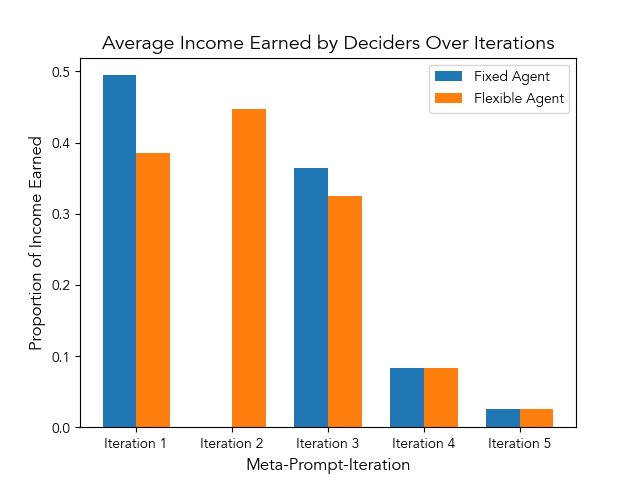 Average Income Earned by Deciders Over Iterations
Fixed Agent
Flexible Agent
Proportion of Income Earned
0.5
0.4
0.3
0.2
0.1
0.0
Iteration 1 Iteration 2 Iteration 3 Iteration 4 Iteration 5
Meta-Prompt-Iteration